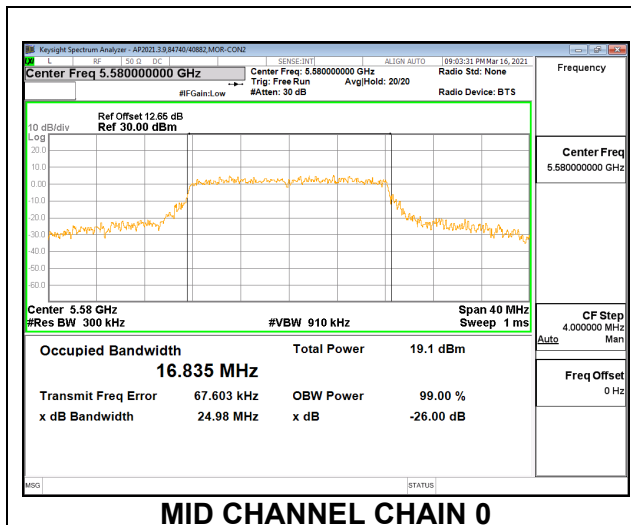 Keysight Spectrum Analyzer - AP2021.3.9,84740/40882,MOR-CON2
L RF 50 Ω DC SENSE:INT ALIGN AUTO 09:03:31 PM Mar 16, 2021
Center Freq 5.580000000 GHz
Center Freq: 5.580000000 GHz
Radio Std: None
Trig: Free Run Avg|Hold: 20/20
#IFGain:Low #Atten: 30 dB Radio Device: BTS
Frequency
Ref Offset 12.65 dB
10 dB/div Ref 30.00 dBm
Log
20.0
10.0
0.00
-10.0
-20.0
-30.0
-40.0
-50.0
-60.0
Center 5.58 GHz Span 40 MHz
#Res BW 300 kHz #VBW 910 kHz Sweep 1 ms
Center Freq
5.580000000 GHz
CF Step
4.000000 MHz
Auto Man
Freq Offset
0 Hz
Occupied Bandwidth Total Power 19.1 dBm
16.835 MHz
Transmit Freq Error 67.603 kHz OBW Power 99.00 %
x dB Bandwidth 24.98 MHz x dB -26.00 dB
MSG STATUS
MID CHANNEL CHAIN 0